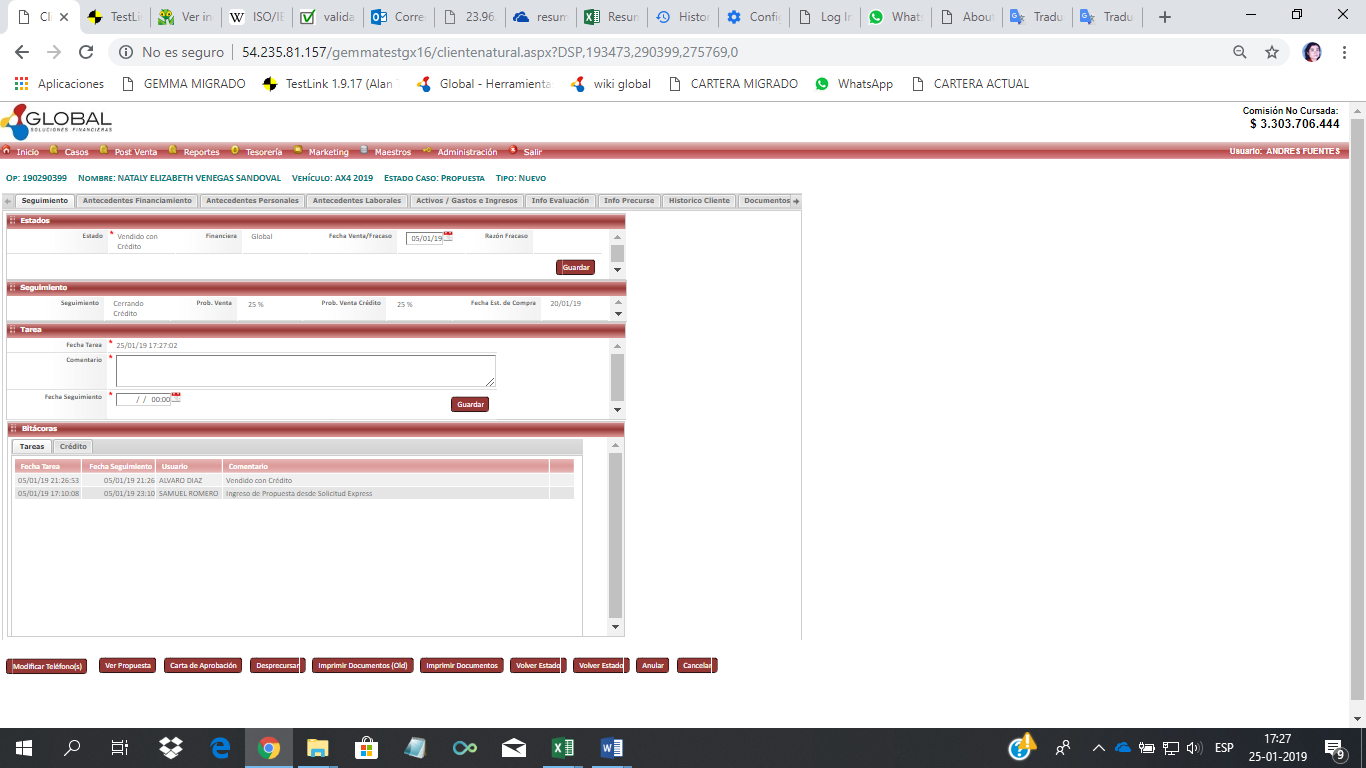 Cli
TestLi
Ver in
ISO/IE
valida
Corre
23.96
resum
Resun
Histor
Config
Log In
Whats
Inicio
About
Tradu
Tradu
No es seguro | 54.235.81.157/gemmatestgx16/clientenatural.aspx?DSP,193473,290399,275769,0
Aplicaciones GEMMA MIGRADO TestLink 1.9.17 (Alan Global - Herramienta: wiki global CARTERA MIGRADO WhatsApp CARTERA ACTUAL
GLOBAL
SOLUCIONES FINANCIERAS
Comisión No Cursada:
$ 3.303.706.444
Inicio Casos Post Venta Reportes Tesorería Marketing Maestros Administración Salir Usuario: ANDRES FUENTES
Op: 190290399 Nombre: NATALY ELIZABETH VENEGAS SANDOVAL Vehículo: AX4 2019 Estado Caso: Propuesta Tipo: Nuevo
Seguimiento Antecedentes Financiamiento Antecedentes Personales Antecedentes Laborales Activos / Gastos e Ingresos Info Evaluación Info Precurse Historico Cliente Documentos
Estados
Estado * Vendido con Crédito Financiera Global Fecha Venta/Fracaso 05/01/19 Razón Fracaso
Guardar
Seguimiento
Seguimiento Cerrando Crédito Prob. Venta 25 % Prob. Venta Crédito 25 % Fecha Est. de Compra 20/01/19
Tarea
Fecha Tarea * 25/01/19 17:27:02
Comentario *
Fecha Seguimiento * / / 00:00
Guardar
Bitácoras
Tareas Crédito
Fecha Tarea Fecha Seguimiento Usuario Comentario
05/01/19 21:26:53 05/01/19 21:26 ALVARO DIAZ Vendido con Crédito
05/01/19 17:10:08 05/01/19 23:10 SAMUEL ROMERO Ingreso de Propuesta desde Solicitud Express
Modificar Teléfono(s) Ver Propuesta Carta de Aprobación Desprecursar Imprimir Documentos (Old) Imprimir Documentos Volver Estado Volver Estado Anular Cancelar
ESP
17:27
25-01-2019
9